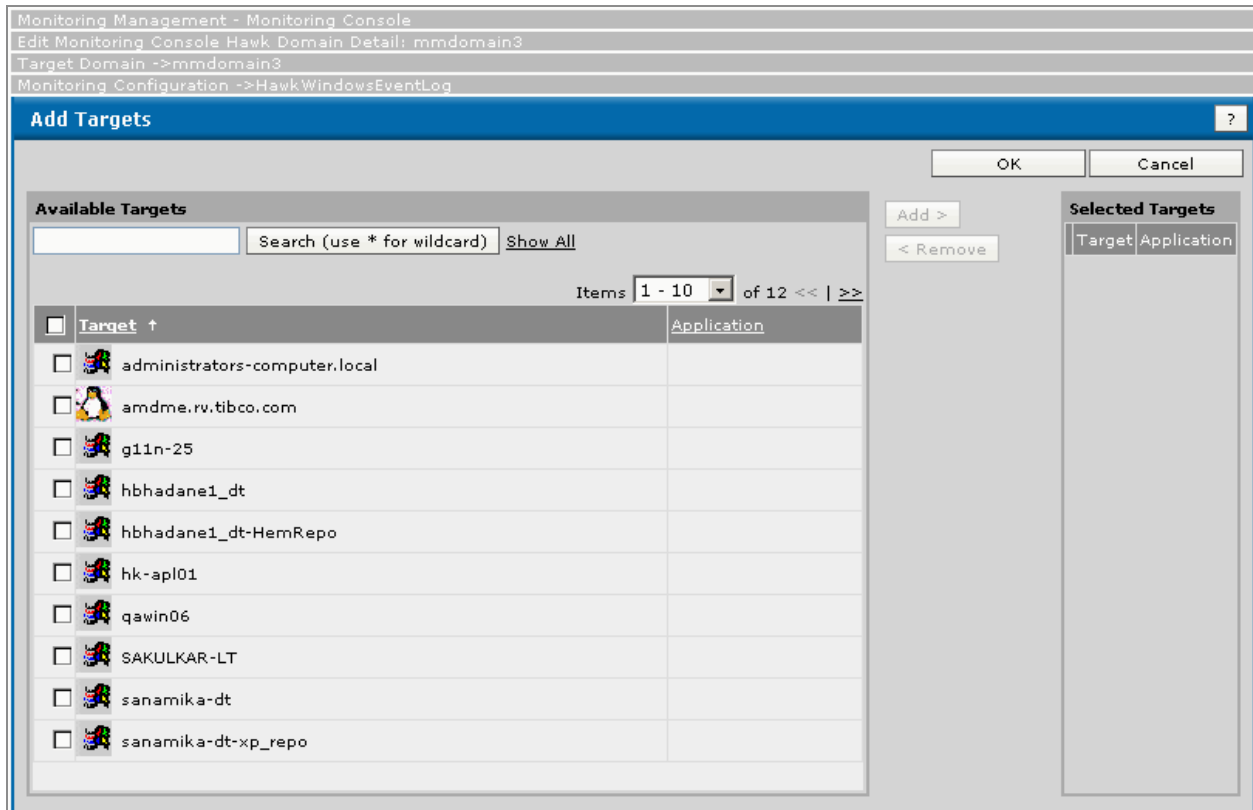 Monitoring Management - Monitoring Console
Edit Monitoring Console Hawk Domain Detail: mmdomain3
Target Domain ->mmdomain3
Monitoring Configuration ->HawkWindowsEventLog
Add Targets ?
OK Cancel
Available Targets Add > Selected Targets
Search (use * for wildcard) Show All < Remove Target Application
Items 1 - 10 of 12 << | >>
Target ↑ Application
administrators-computer.local
amdme.rv.tibco.com
g11n-25
hbhadane1_dt
hbhadane1_dt-HemRepo
hk-apl01
qawin06
SAKULKAR-LT
sanamika-dt
sanamika-dt-xp_repo